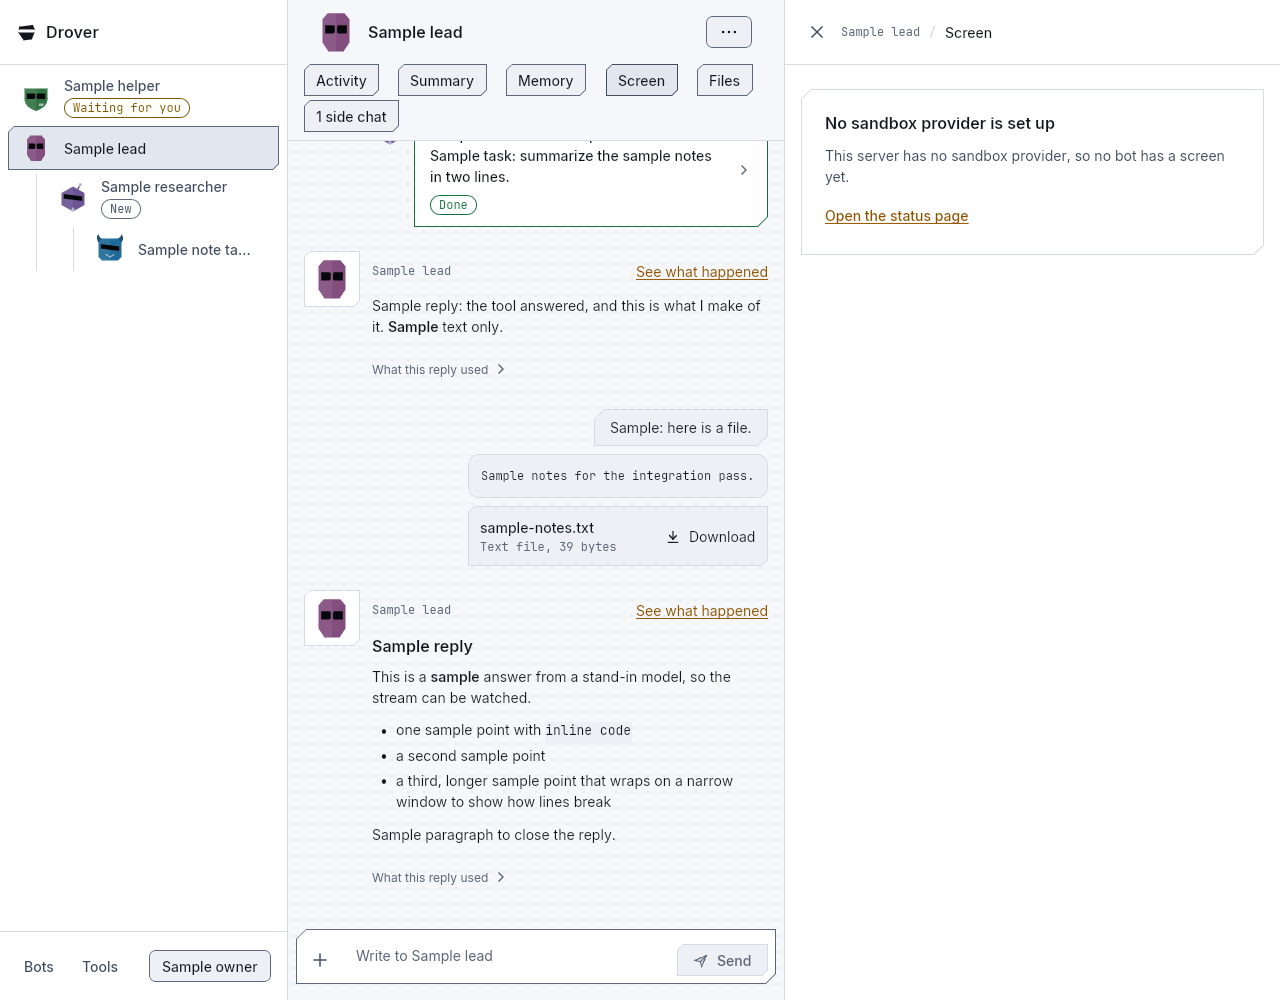 Drover
Sample helper
Waiting for you
Sample lead
Sample researcher
New
Sample note ta...
Bots
Tools
Sample owner
Sample lead
...
Activity
Summary
Memory
Screen
Files
1 side chat
Sample task: summarize the sample notes
in two lines.
Done
Sample lead
See what happened
Sample reply: the tool answered, and this is what I make of
it. Sample text only.
What this reply used
Sample: here is a file.
Sample notes for the integration pass.
sample-notes.txt
Text file, 39 bytes
Download
Sample lead
See what happened
Sample reply
This is a sample answer from a stand-in model, so the
stream can be watched.
• one sample point with inline code
• a second sample point
• a third, longer sample point that wraps on a narrow
window to show how lines break
Sample paragraph to close the reply.
What this reply used
Write to Sample lead
Send
Sample lead / Screen
No sandbox provider is set up
This server has no sandbox provider, so no bot has a screen
yet.
Open the status page